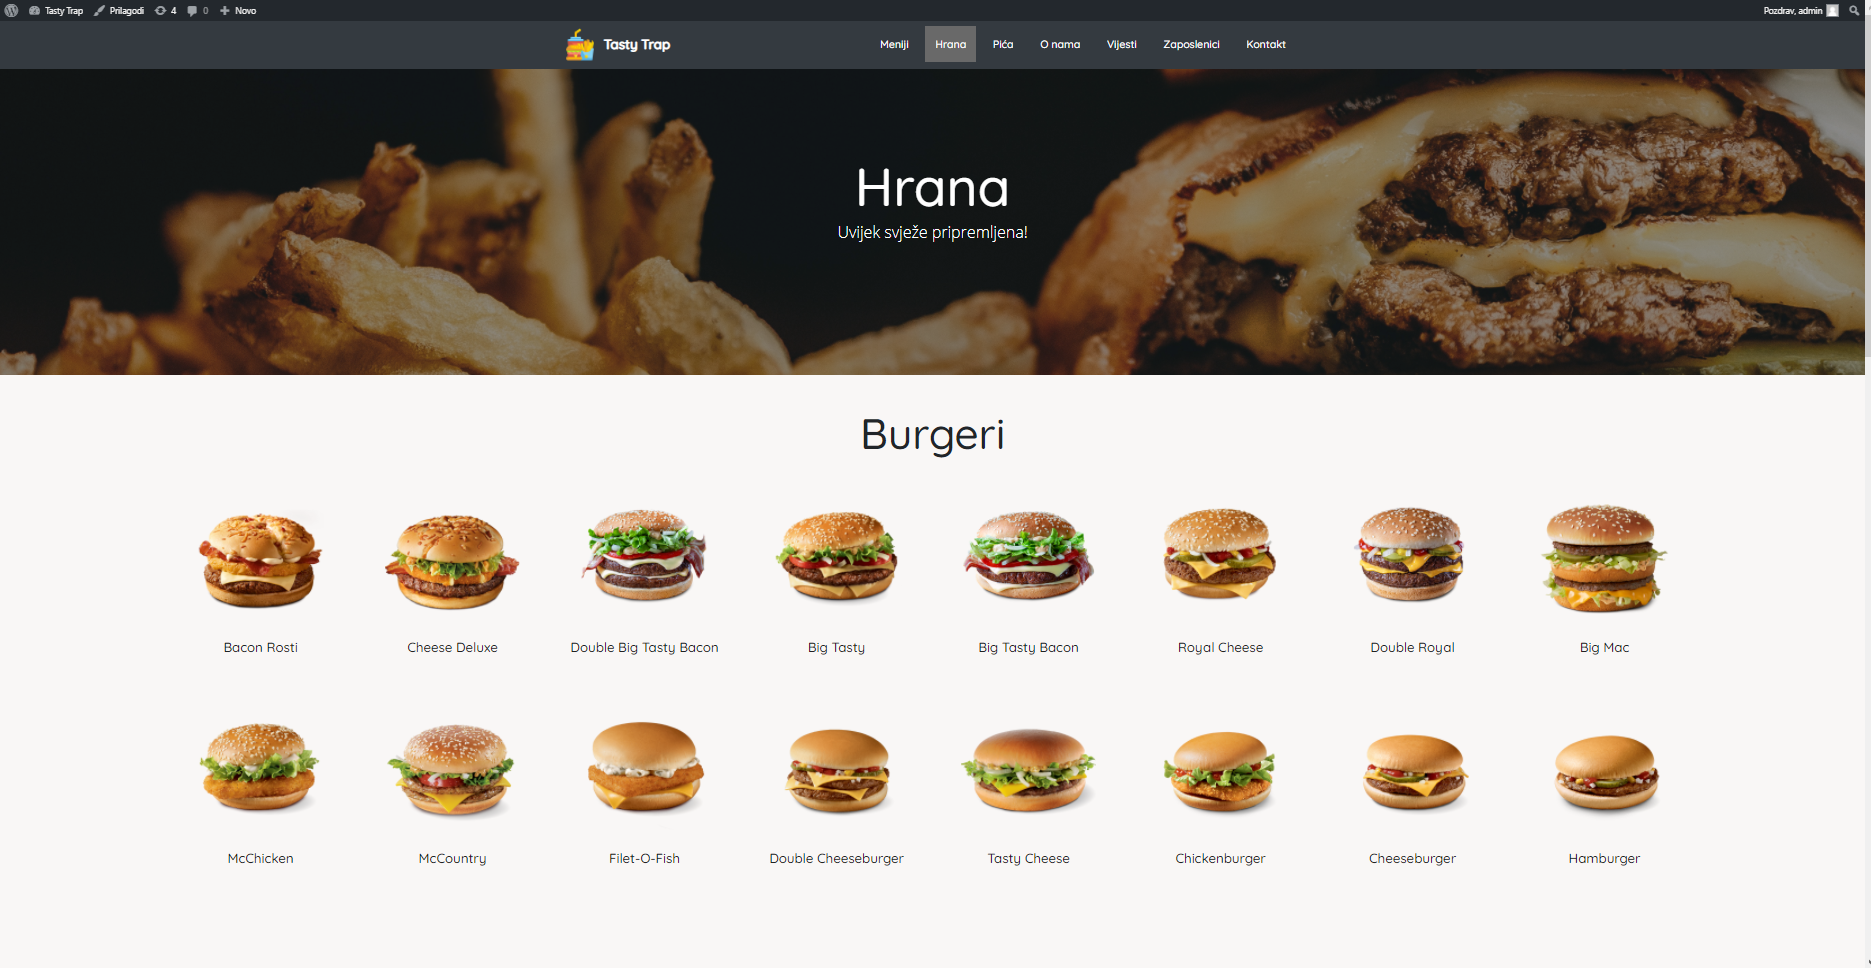 Tasty Trap Prilagodi 4 0 Novo Pozdrav, admin
Tasty Trap Meniji Hrana Pića O nama Vijesti Zaposlenici Kontakt
Hrana
Uvijek svježe pripremljena!
Burgeri
Bacon Rosti Cheese Deluxe Double Big Tasty Bacon Big Tasty Big Tasty Bacon Royal Cheese Double Royal Big Mac
McChicken McCountry Filet-O-Fish Double Cheeseburger Tasty Cheese Chickenburger Cheeseburger Hamburger